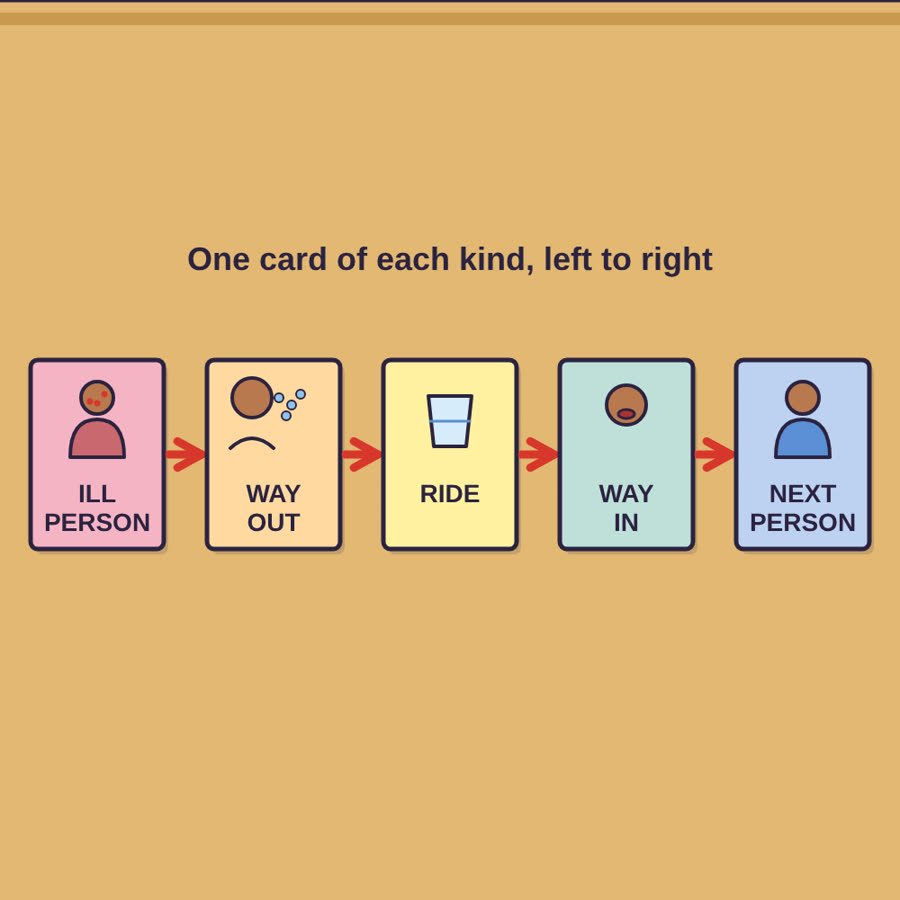 One card of each kind, left to right
ILL
PERSON
WAY
OUT
RIDE
WAY
IN
NEXT
PERSON